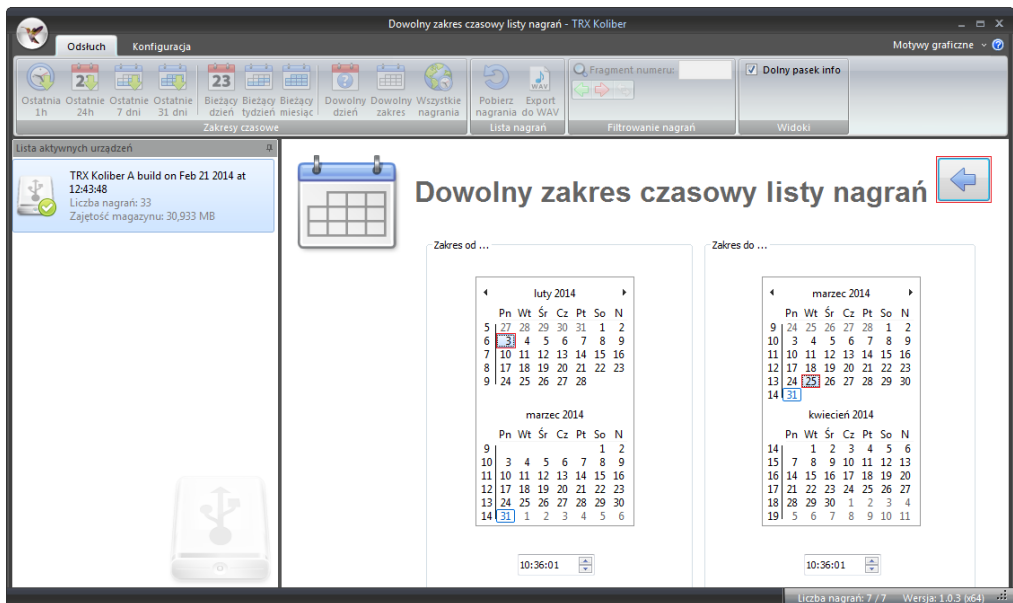 Dowolny zakres czasowy listy nagrań - TRX Koliber
Odsłuch Konfiguracja Motywy graficzne
Ostatnia 1h
Ostatnie 24h
Ostatnie 7 dni
Ostatnie 31 dni
23
Bieżący dzień
Bieżący tydzień
Bieżący miesiąc
Dowolny dzień
Dowolny zakres
Wszystkie nagrania
Zakresy czasowe
Pobierz nagrania
WAV
Export do WAV
Lista nagrań
Fragment numeru:
Filtrowanie nagrań
Dolny pasek info
Widoki
Lista aktywnych urządzeń
TRX Koliber A build on Feb 21 2014 at
12:43:48
Liczba nagrań: 33
Zajętość magazynu: 30,933 MB
Dowolny zakres czasowy listy nagrań
Zakres od ...
luty 2014
Pn Wt Śr Cz Pt So N
5 27 28 29 30 31 1 2
6 3 4 5 6 7 8 9
7 10 11 12 13 14 15 16
8 17 18 19 20 21 22 23
9 24 25 26 27 28
marzec 2014
Pn Wt Śr Cz Pt So N
9 1 2
10 3 4 5 6 7 8 9
11 10 11 12 13 14 15 16
12 17 18 19 20 21 22 23
13 24 25 26 27 28 29 30
14 31 1 2 3 4 5 6
10:36:01
Zakres do ...
marzec 2014
Pn Wt Śr Cz Pt So N
9 24 25 26 27 28 1 2
10 3 4 5 6 7 8 9
11 10 11 12 13 14 15 16
12 17 18 19 20 21 22 23
13 24 25 26 27 28 29 30
14 31
kwiecień 2014
Pn Wt Śr Cz Pt So N
14 1 2 3 4 5 6
15 7 8 9 10 11 12 13
16 14 15 16 17 18 19 20
17 21 22 23 24 25 26 27
18 28 29 30 1 2 3 4
19 5 6 7 8 9 10 11
10:36:01
Liczba nagrań: 7 / 7 Wersja: 1.0.3 (x64)